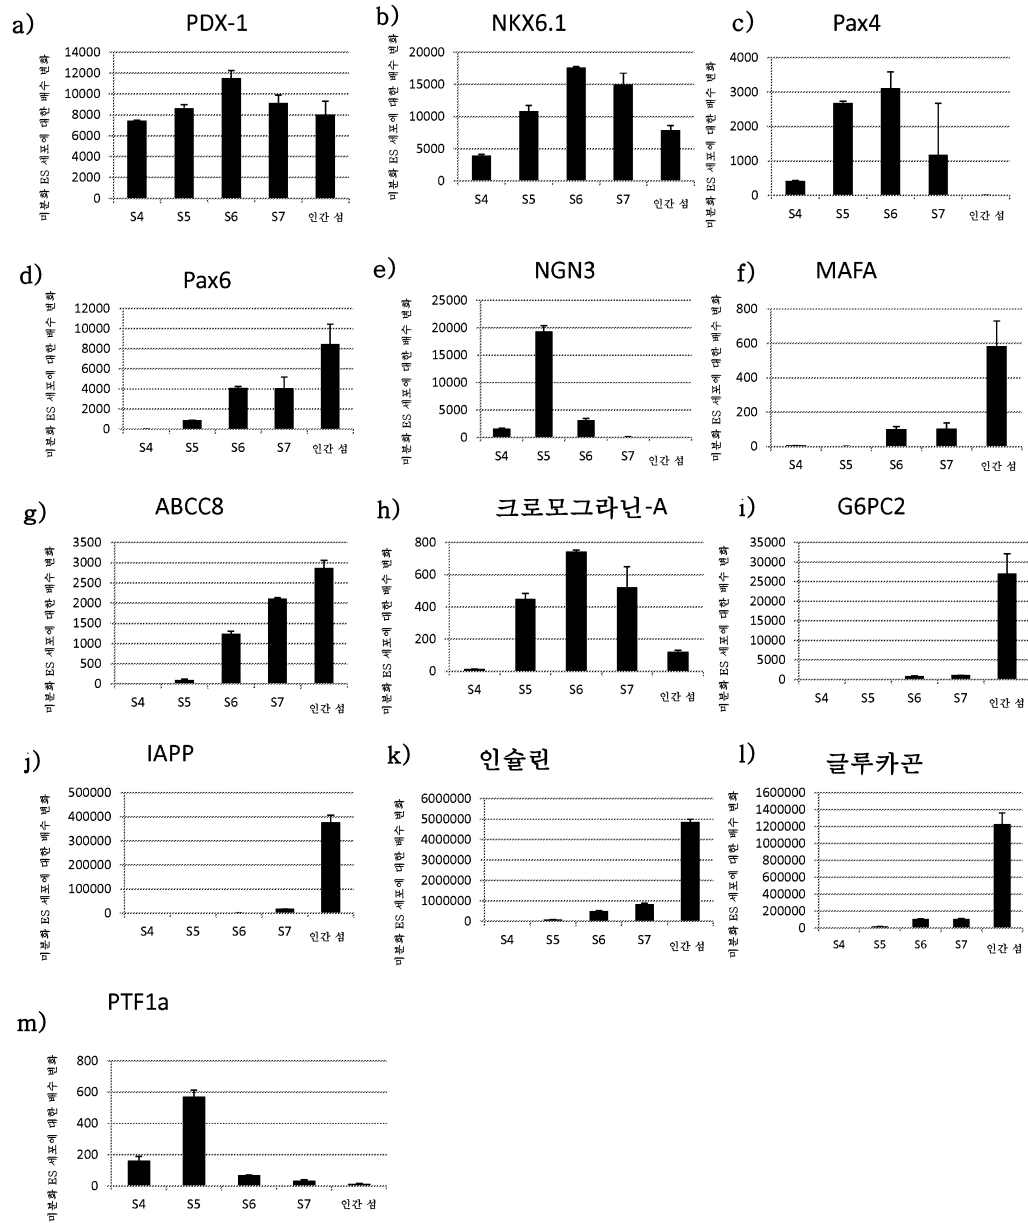 a) PDX-1
미분화 ES 세포에 대한 배수 변화
14000
12000
10000
8000
6000
4000
2000
0
S4 S5 S6 S7 인간 섬
b) NKX6.1
미분화 ES 세포에 대한 배수 변화
20000
15000
10000
5000
0
S4 S5 S6 S7 인간 섬
c) Pax4
미분화 ES 세포에 대한 배수 변화
4000
3000
2000
1000
0
S4 S5 S6 S7 인간 섬
d) Pax6
미분화 ES 세포에 대한 배수 변화
12000
10000
8000
6000
4000
2000
0
S4 S5 S6 S7 인간 섬
e) NGN3
미분화 ES 세포에 대한 배수 변화
25000
20000
15000
10000
5000
0
S4 S5 S6 S7 인간 섬
f) MAFA
미분화 ES 세포에 대한 배수 변화
800
600
400
200
0
S4 S5 S6 S7 인간 섬
g) ABCC8
미분화 ES 세포에 대한 배수 변화
3500
3000
2500
2000
1500
1000
500
0
S4 S5 S6 S7 인간 섬
h) 크로모그라닌-A
미분화 ES 세포에 대한 배수 변화
800
600
400
200
0
S4 S5 S6 S7 인간 섬
i) G6PC2
미분화 ES 세포에 대한 배수 변화
35000
30000
25000
20000
15000
10000
5000
0
S4 S5 S6 S7 인간 섬
j) IAPP
미분화 ES 세포에 대한 배수 변화
500000
400000
300000
200000
100000
0
S4 S5 S6 S7 인간 섬
k) 인슐린
미분화 ES 세포에 대한 배수 변화
6000000
5000000
4000000
3000000
2000000
1000000
0
S4 S5 S6 S7 인간 섬
l) 글루카곤
미분화 ES 세포에 대한 배수 변화
1600000
1400000
1200000
1000000
800000
600000
400000
200000
0
S4 S5 S6 S7 인간 섬
m) PTF1a
미분화 ES 세포에 대한 배수 변화
800
600
400
200
0
S4 S5 S6 S7 인간 섬